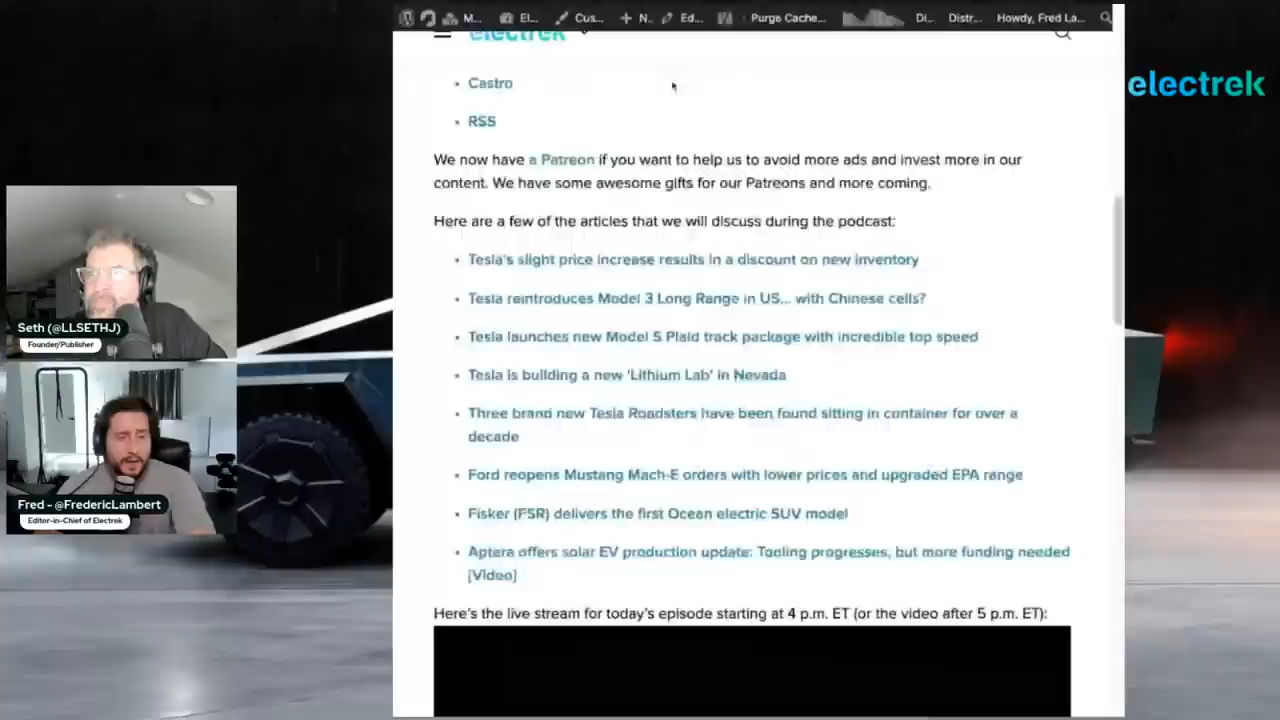 M...
El...
Cus...
N..
Ed...
Purge Cache...
Di...
Distr...
Howdy, Fred La...
electrek
electrek
Castro
RSS
We now have a Patreon if you want to help us to avoid more ads and invest more in our
content. We have some awesome gifts for our Patreons and more coming.
Here are a few of the articles that we will discuss during the podcast:
Tesla's slight price increase results in a discount on new inventory
Tesla reintroduces Model 3 Long Range in US... with Chinese cells?
Tesla launches new Model S Plaid track package with incredible top speed
Tesla is building a new 'Lithium Lab' in Nevada
Three brand new Tesla Roadsters have been found sitting in container for over a
decade
Ford reopens Mustang Mach-E orders with lower prices and upgraded EPA range
Fisker (FSR) delivers the first Ocean electric SUV model
Aptera offers solar EV production update: Tooling progresses, but more funding needed
[Video]
Here's the live stream for today's episode starting at 4 p.m. ET (or the video after 5 p.m. ET):
Seth (@LLSETHJ)
Founder/Publisher
Fred - @FredericLambert
Editor-in-Chief of Electrek